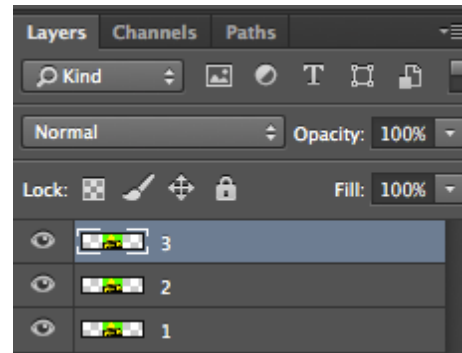 Layers Channels Paths
Kind T
Normal Opacity: 100%
Lock: Fill: 100%
3
2
1